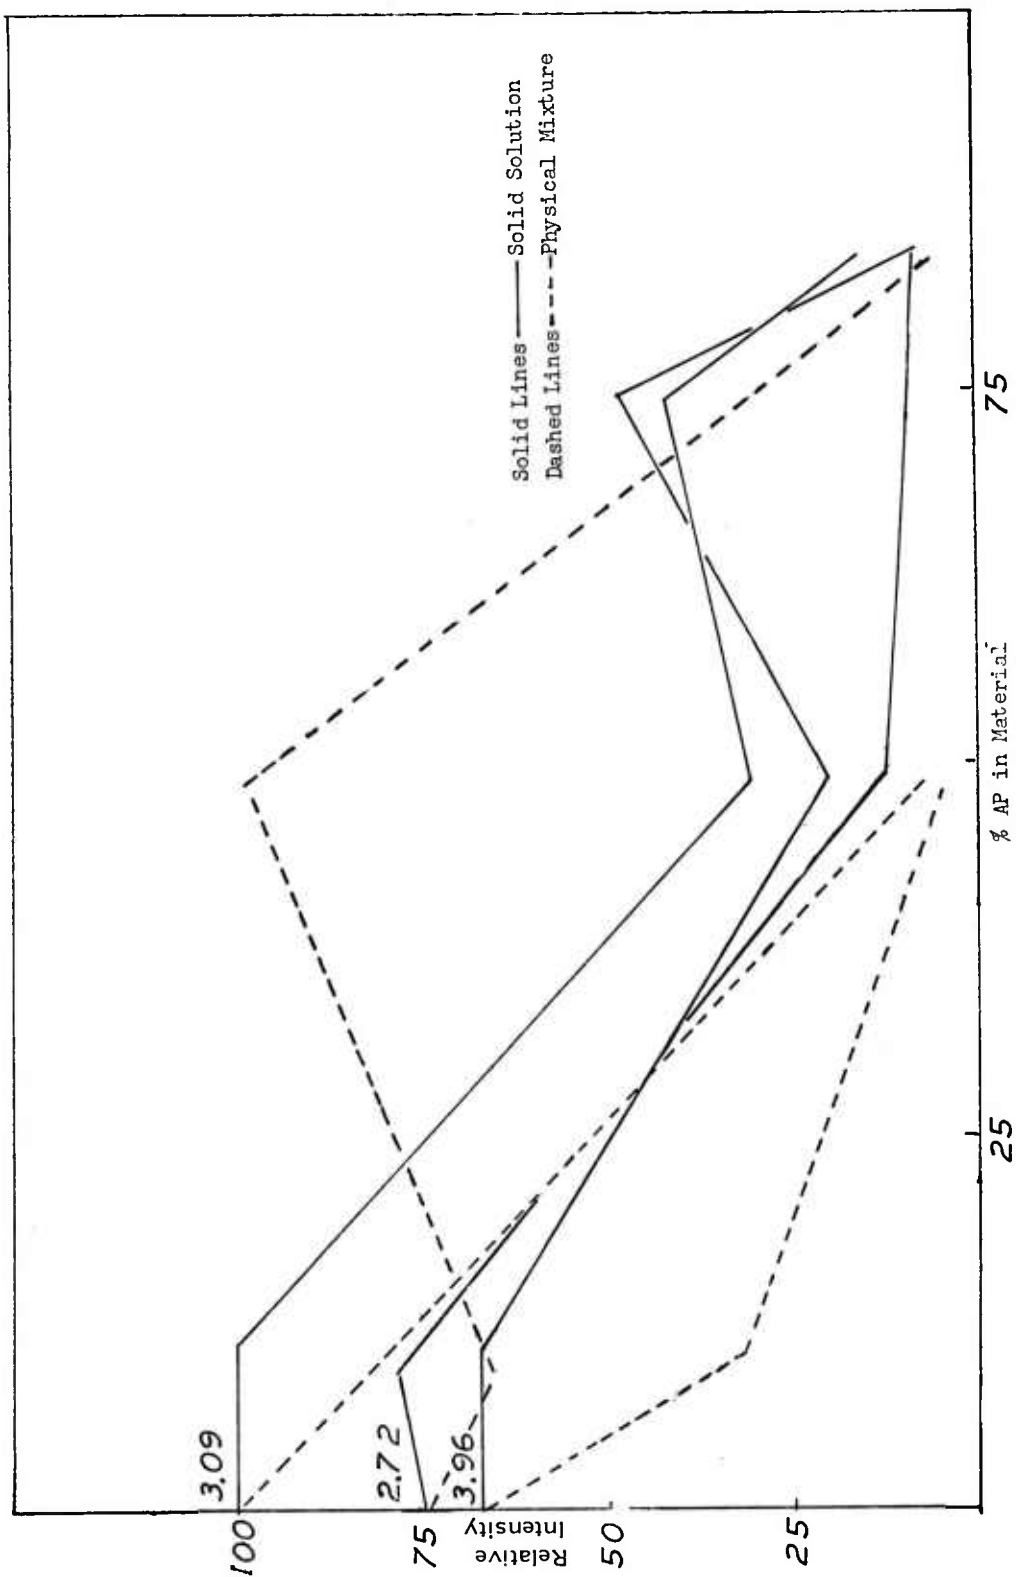 Solid Lines —— Solid Solution
Dashed Lines - - - - Physical Mixture
3.09
2.72
3.96
100
75
50
25
Relative
Intensity
25
75
% AP in Material